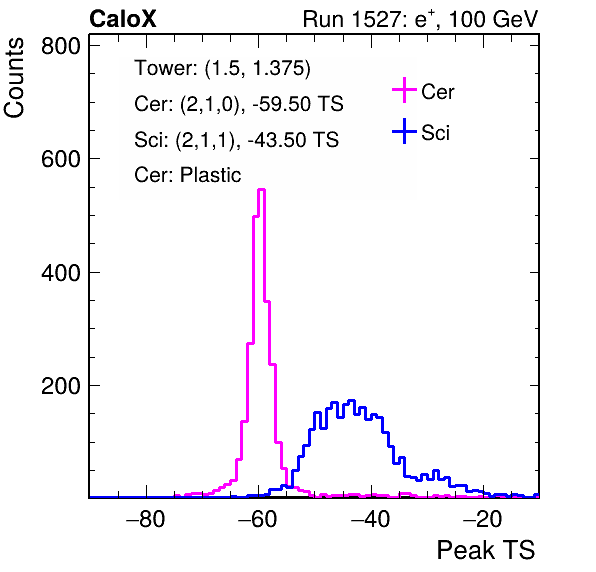 CaloX
Run 1527: e+, 100 GeV
Counts
800
600
400
200
Tower: (1.5, 1.375)
Cer: (2,1,0), -59.50 TS
Sci: (2,1,1), -43.50 TS
Cer: Plastic
Cer
Sci
−80
−60
−40
−20
Peak TS